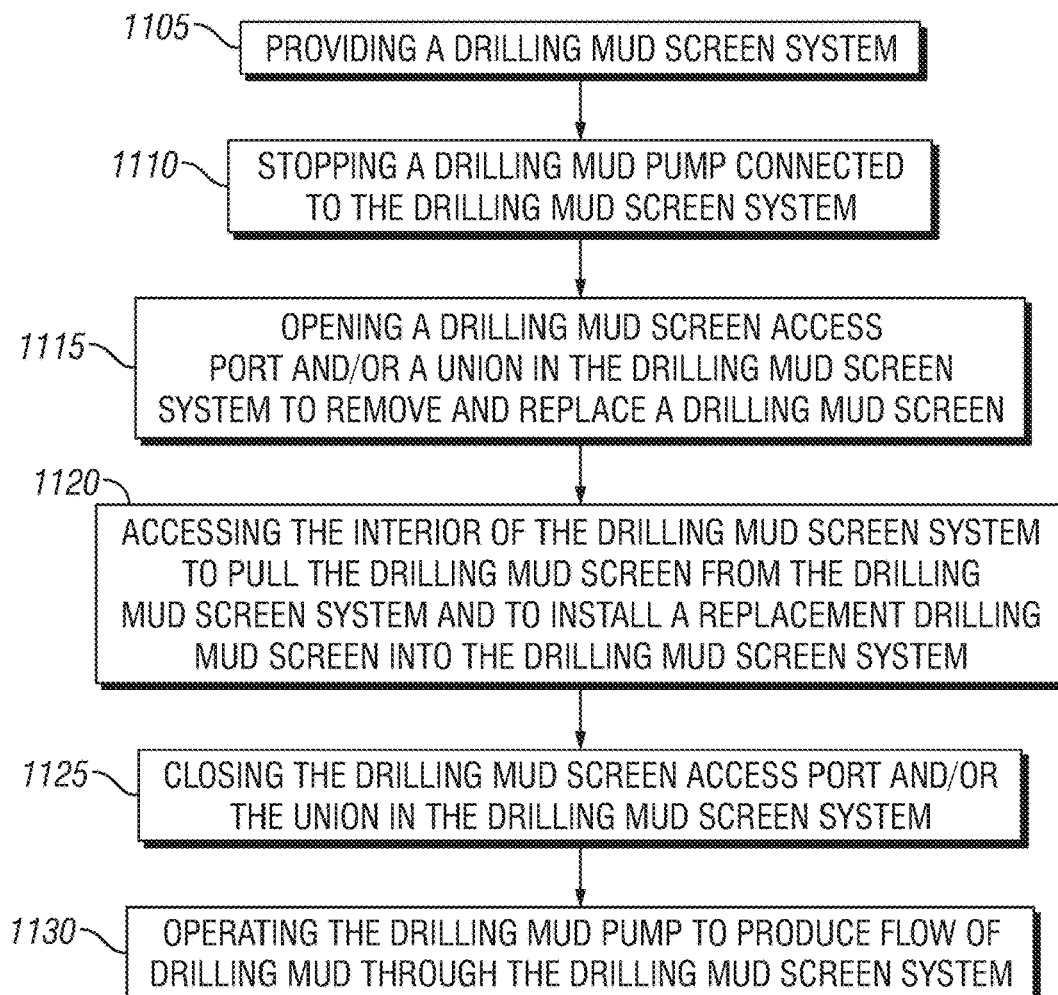 1105
PROVIDING A DRILLING MUD SCREEN SYSTEM
1110
STOPPING A DRILLING MUD PUMP CONNECTED
TO THE DRILLING MUD SCREEN SYSTEM
1115
OPENING A DRILLING MUD SCREEN ACCESS
PORT AND/OR A UNION IN THE DRILLING MUD SCREEN
SYSTEM TO REMOVE AND REPLACE A DRILLING MUD SCREEN
1120
ACCESSING THE INTERIOR OF THE DRILLING MUD SCREEN SYSTEM
TO PULL THE DRILLING MUD SCREEN FROM THE DRILLING
MUD SCREEN SYSTEM AND TO INSTALL A REPLACEMENT DRILLING
MUD SCREEN INTO THE DRILLING MUD SCREEN SYSTEM
1125
CLOSING THE DRILLING MUD SCREEN ACCESS PORT AND/OR
THE UNION IN THE DRILLING MUD SCREEN SYSTEM
1130
OPERATING THE DRILLING MUD PUMP TO PRODUCE FLOW OF
DRILLING MUD THROUGH THE DRILLING MUD SCREEN SYSTEM